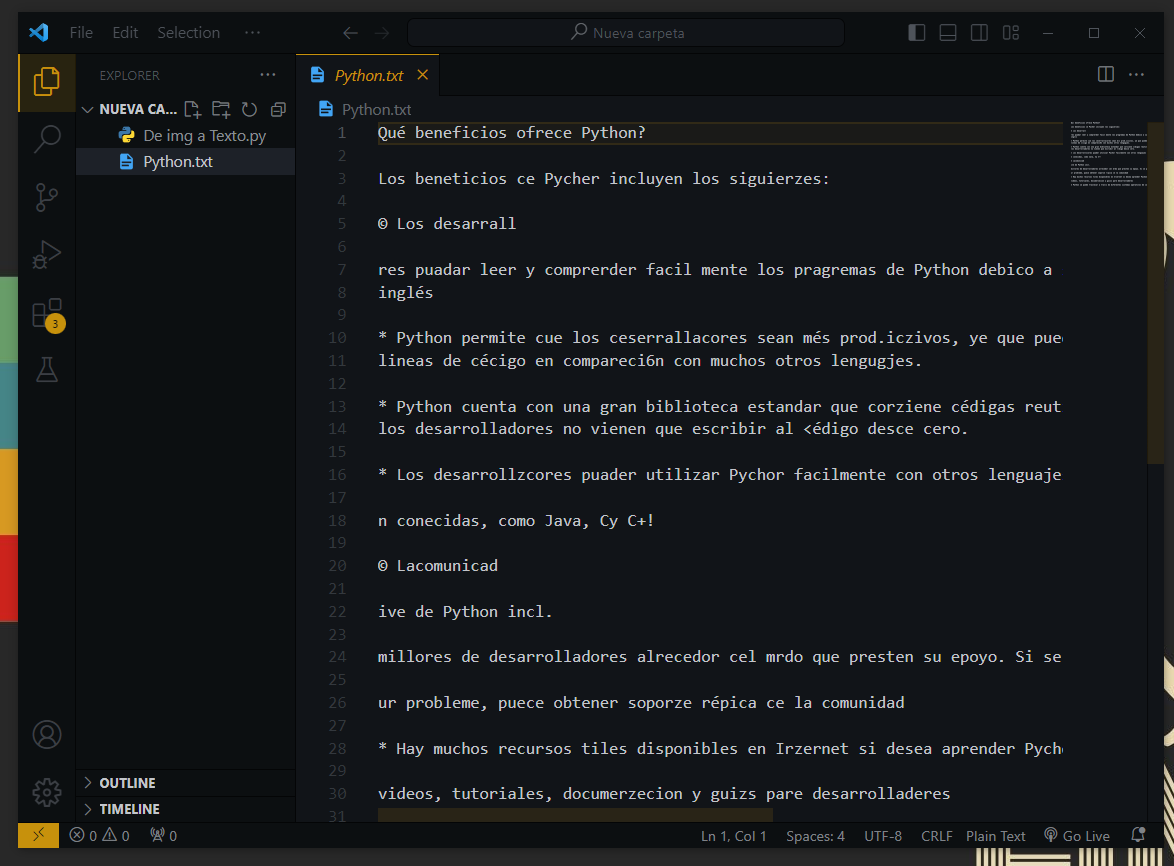 File Edit Selection ···
Nueva carpeta
EXPLORER ···
NUEVA CA...
De img a Texto.py
Python.txt
3
OUTLINE
TIMELINE
Python.txt
Python.txt
1 Qué beneficios ofrece Python?
2
3 Los beneticios ce Pycher incluyen los siguierzes:
4
5 © Los desarrall
6
7 res puadar leer y comprerder facil mente los pragremas de Python debico a
8 inglés
9
10 * Python permite cue los ceserrallacores sean més prod.iczivos, ye que pue
11 lineas de cécigo en compareci6n con muchos otros lengugjes.
12
13 * Python cuenta con una gran biblioteca estandar que corziene cédigas reut
14 los desarrolladores no vienen que escribir al <édigo desce cero.
15
16 * Los desarrollzcores puader utilizar Pychor facilmente con otros lenguaje
17
18 n conecidas, como Java, Cy C+!
19
20 © Lacomunicad
21
22 ive de Python incl.
23
24 millores de desarrolladores alrecedor cel mrdo que presten su epoyo. Si se
25
26 ur probleme, puece obtener soporze répica ce la comunidad
27
28 * Hay muchos recursos tiles disponibles en Irzernet si desea aprender Pych
29
30 videos, tutoriales, documerzecion y guizs pare desarrolladeres
31
0 0 0
Ln 1, Col 1 Spaces: 4 UTF-8 CRLF Plain Text Go Live